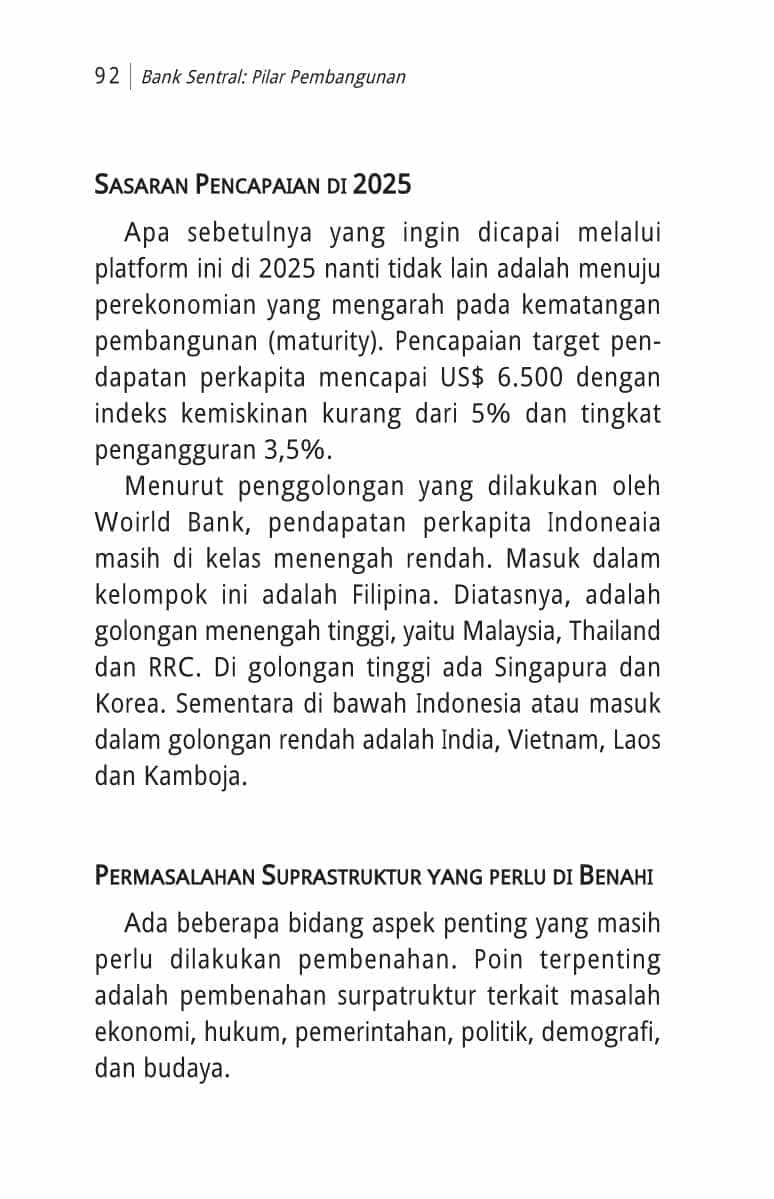 92 | Bank Sentral: Pilar Pembangunan
SASARAN PENCAPAIAN DI 2025
Apa sebetulnya yang ingin dicapai melalui
platform ini di 2025 nanti tidak lain adalah menuju
perekonomian yang mengarah pada kematangan
pembangunan (maturity). Pencapaian target pen-
dapatan perkapita mencapai US$ 6.500 dengan
indeks kemiskinan kurang dari 5% dan tingkat
pengangguran 3,5%.
Menurut penggolongan yang dilakukan oleh
Woirld Bank, pendapatan perkapita Indoneaia
masih di kelas menengah rendah. Masuk dalam
kelompok ini adalah Filipina. Diatasnya, adalah
golongan menengah tinggi, yaitu Malaysia, Thailand
dan RRC. Di golongan tinggi ada Singapura dan
Korea. Sementara di bawah Indonesia atau masuk
dalam golongan rendah adalah India, Vietnam, Laos
dan Kamboja.
PERMASALAHAN SUPRASTRUKTUR YANG PERLU DI BENAHI
Ada beberapa bidang aspek penting yang masih
perlu dilakukan pembenahan. Poin terpenting
adalah pembenahan surpatruktur terkait masalah
ekonomi, hukum, pemerintahan, politik, demografi,
dan budaya.